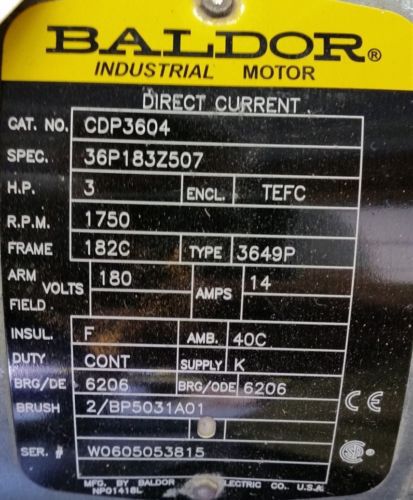 BALDOR®
INDUSTRIAL MOTOR
DIRECT CURRENT
CAT. NO. CDP3604
SPEC. 36P183Z507
H.P. 3 ENCL. TEFC
R.P.M. 1750
FRAME 182C TYPE 3649P
ARM VOLTS 180 AMPS 14
FIELD
INSUL. F AMB. 40C
DUTY CONT SUPPLY K
BRG/DE 6206 BRG/ODE 6206
BRUSH 2/BP5031A01
CE
SER. # W0605053815
MFG. BY BALDOR ELECTRIC CO., U.S.A.
NP01418L